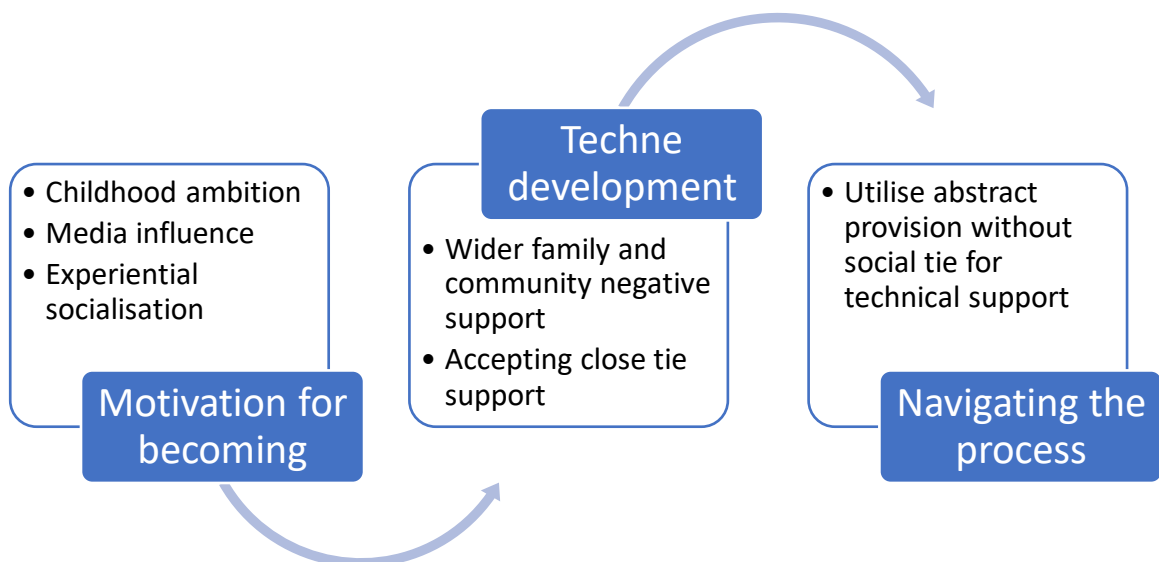 • Childhood ambition
• Media influence
• Experiential
socialisation
Motivation for
becoming
Techne
development
• Wider family and
community negative
support
• Accepting close tie
support
• Utilise abstract
provision without
social tie for
technical support
Navigating the
process